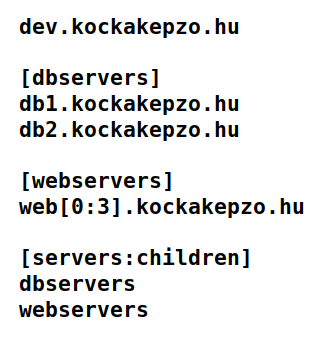 dev.kockakepzo.hu
[dbservers]
db1.kockakepzo.hu
db2.kockakepzo.hu
[webservers]
web[0:3].kockakepzo.hu
[servers:children]
dbservers
webservers